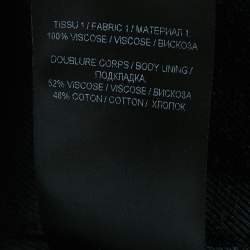 TISSU 1 / FABRIC 1 / МАТЕРИАЛ 1
100% VISCOSE / VISCOSE / ВИСКОЗА
DOUBLURE CORPS / BODY LINING /
ПОДКЛАДКА
52% VISCOSE / VISCOSE / ВИСКОЗА
48% COTON / COTTON / ХЛОПОК